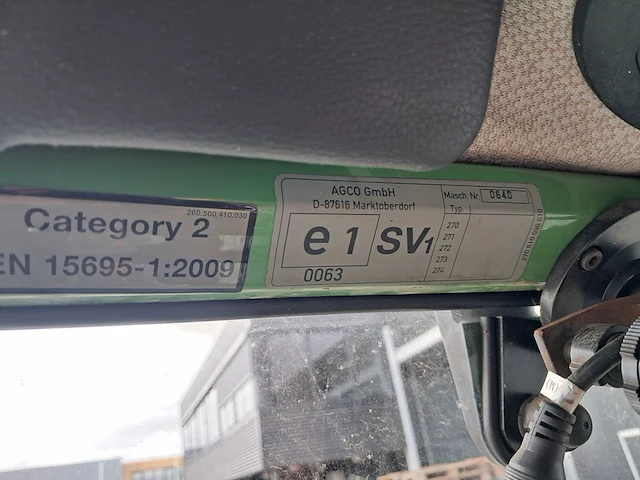 260.500.410.030
Category 2
EN 15695-1:2009
AGCO GmbH
D-87616 Marktoberdorf
e 1 SV1
0063
Masch. Nr. 0640
Typ
270
271
272
273
274